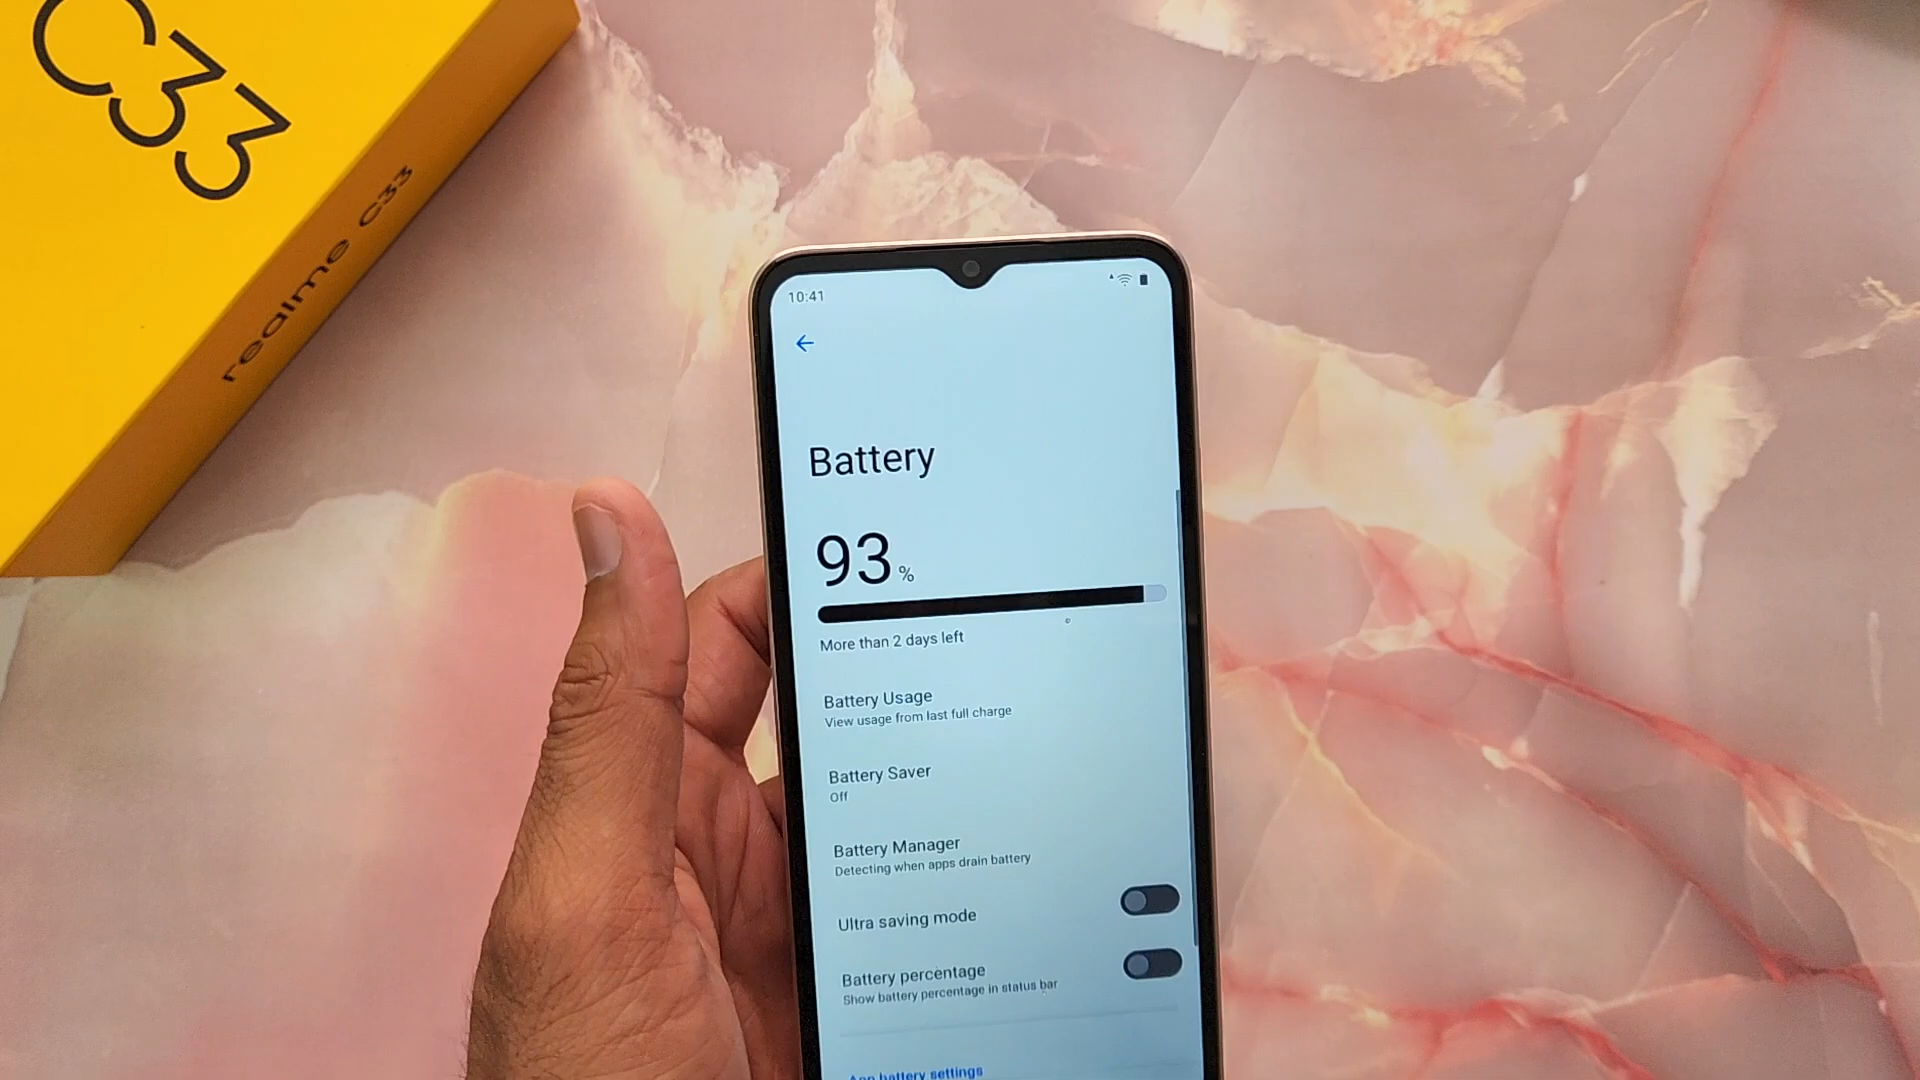 C33
realme C33
10:41
Battery
93%
More than 2 days left
Battery Usage
View usage from last full charge
Battery Saver
Off
Battery Manager
Detecting when apps drain battery
Ultra saving mode
Battery percentage
Show battery percentage in status bar
App battery settings